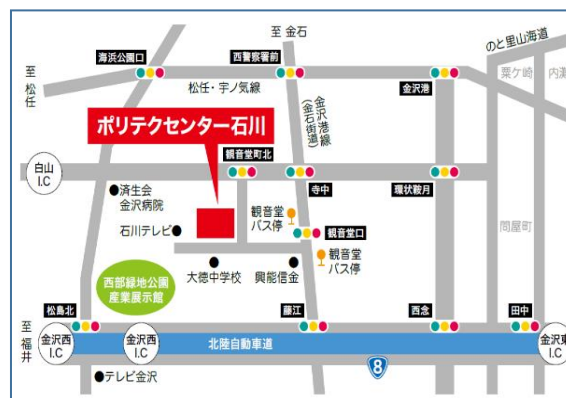 至 金石
海浜公園口
西警察署前
のと里山海道
至 松任
松任・宇ノ気線
金沢港
粟ケ崎
内灘
金沢港線
(金石街道)
ポリテクセンター石川
観音堂町北
白山
I.C
寺中
環状鞍月
済生会
金沢病院
観音堂
バス停
石川テレビ
観音堂口
問屋町
大徳中学校
興能信金
観音堂
バス停
西部緑地公園
産業展示館
至 福井
松島北
藤江
西念
田中
金沢西
I.C
金沢西
I.C
北陸自動車道
金沢東
I.C
8
テレビ金沢